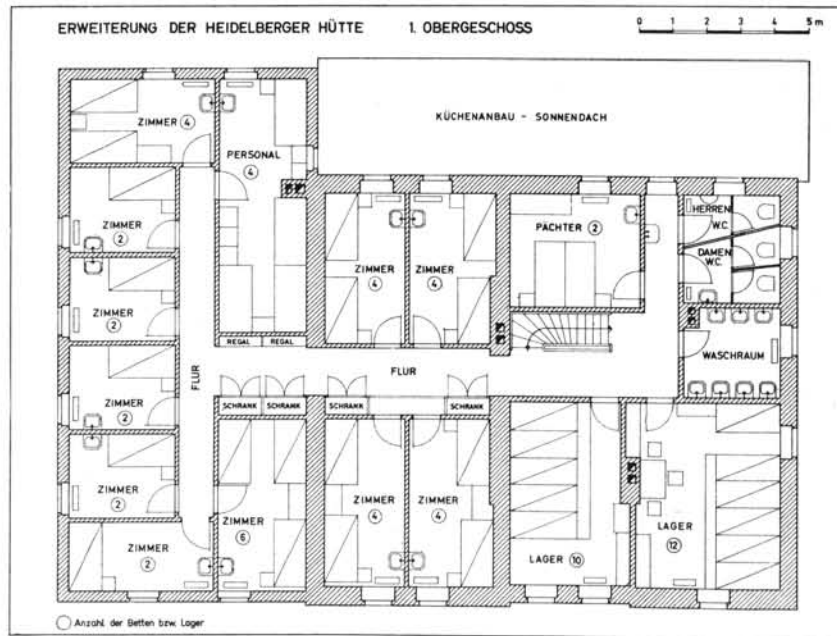 ERWEITERUNG DER HEIDELBERGER HÜTTE 1. OBERGESCHOSS
0 1 2 3 4 5 m
KÜCHENANBAU - SONNENDACH
ZIMMER 4
PERSONAL
4
HERREN
W.C.
ZIMMER
2
PÄCHTER 2
DAMEN
W.C.
ZIMMER
4
ZIMMER
4
ZIMMER
2
REGAL REGAL
WASCHRAUM
FLUR
FLUR
ZIMMER
2
SCHRANK SCHRANK SCHRANK SCHRANK
ZIMMER
2
ZIMMER
6
ZIMMER
4
ZIMMER
4
LAGER
12
ZIMMER
2
LAGER 10
Anzahl der Betten bzw. Lager